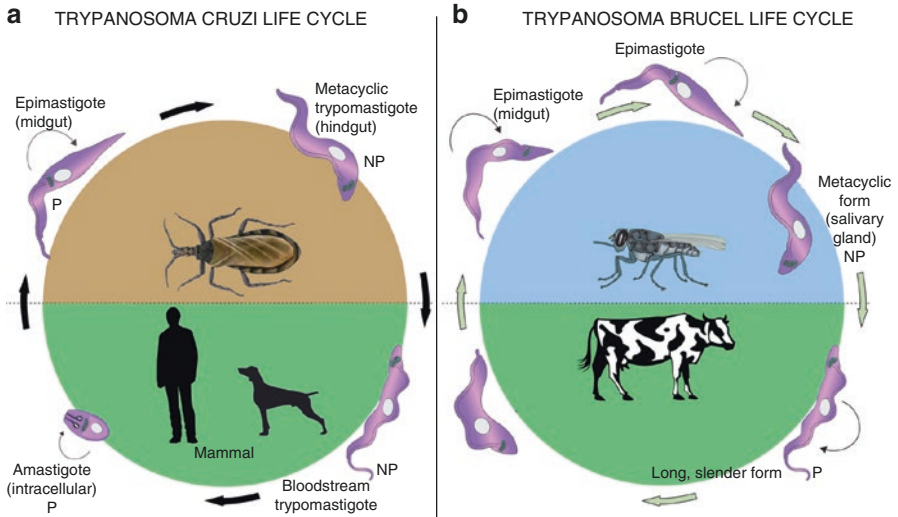 a
TRYPANOSOMA CRUZI LIFE CYCLE
Epimastigote
(midgut)
P
Metacyclic
trypomastigote
(hindgut)
NP
Mammal
Amastigote
(intracellular)
P
NP
Bloodstream
trypomastigote
b
TRYPANOSOMA BRUCEL LIFE CYCLE
Epimastigote
Epimastigote
(midgut)
Metacyclic
form
(salivary
gland)
NP
Long, slender form
P